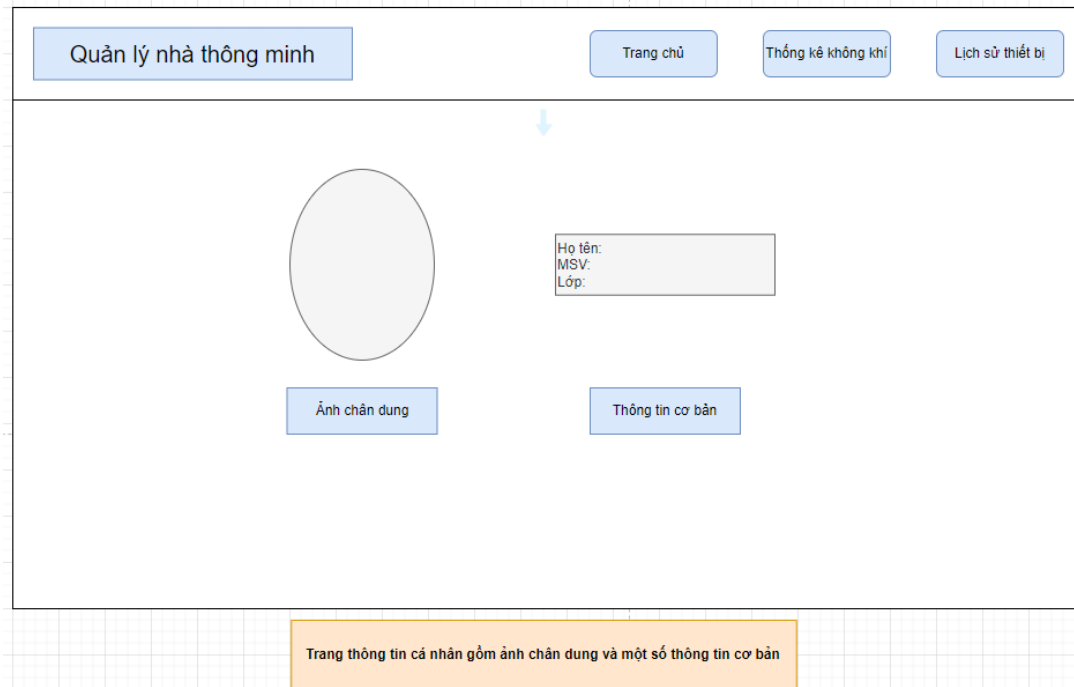 Quản lý nhà thông minh
Trang chủ
Thống kê không khí
Lịch sử thiết bị
Họ tên:
MSV:
Lớp:
Ảnh chân dung
Thông tin cơ bản
Trang thông tin cá nhân gồm ảnh chân dung và một số thông tin cơ bản